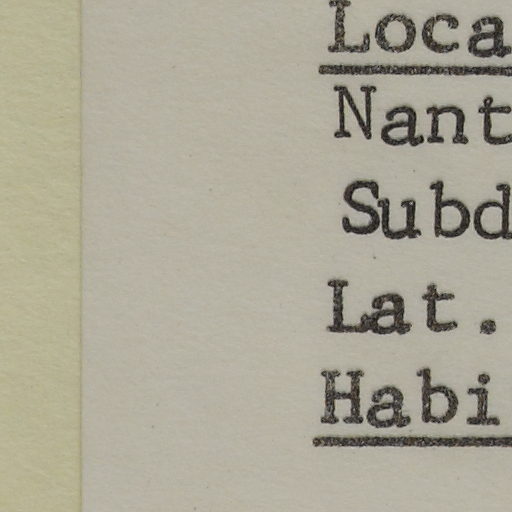 Loca
Nant
Subd
Lat.
Habi